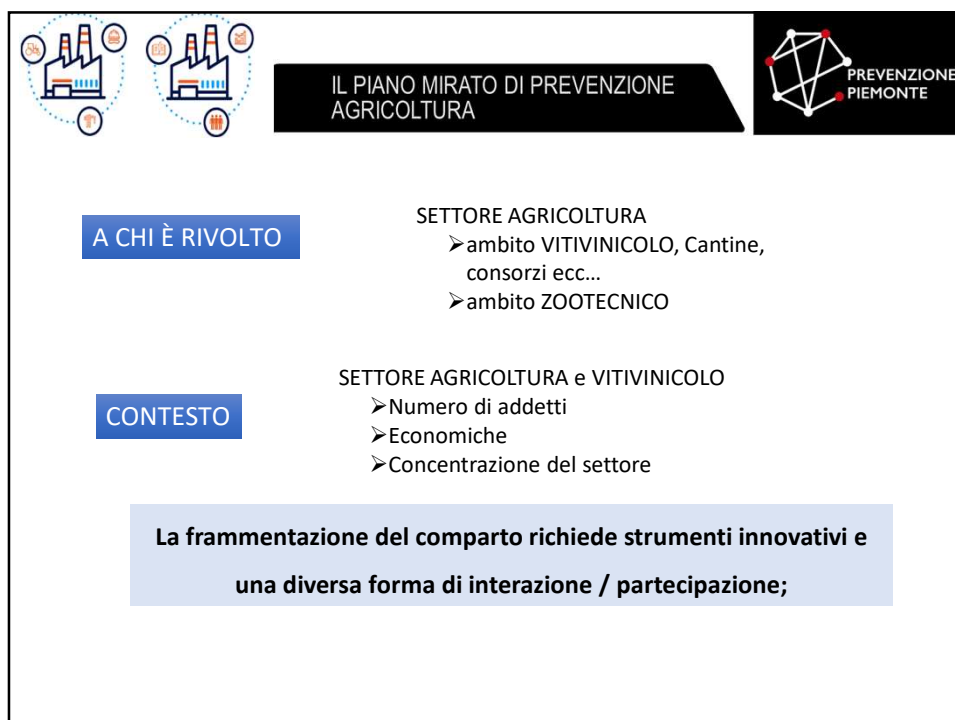 IL PIANO MIRATO DI PREVENZIONE
AGRICOLTURA
PREVENZIONE
PIEMONTE
A CHI È RIVOLTO
SETTORE AGRICOLTURA
➢ambito VITIVINICOLO, Cantine,
consorzi ecc…
➢ambito ZOOTECNICO
CONTESTO
SETTORE AGRICOLTURA e VITIVINICOLO
➢Numero di addetti
➢Economiche
➢Concentrazione del settore
La frammentazione del comparto richiede strumenti innovativi e
una diversa forma di interazione / partecipazione;